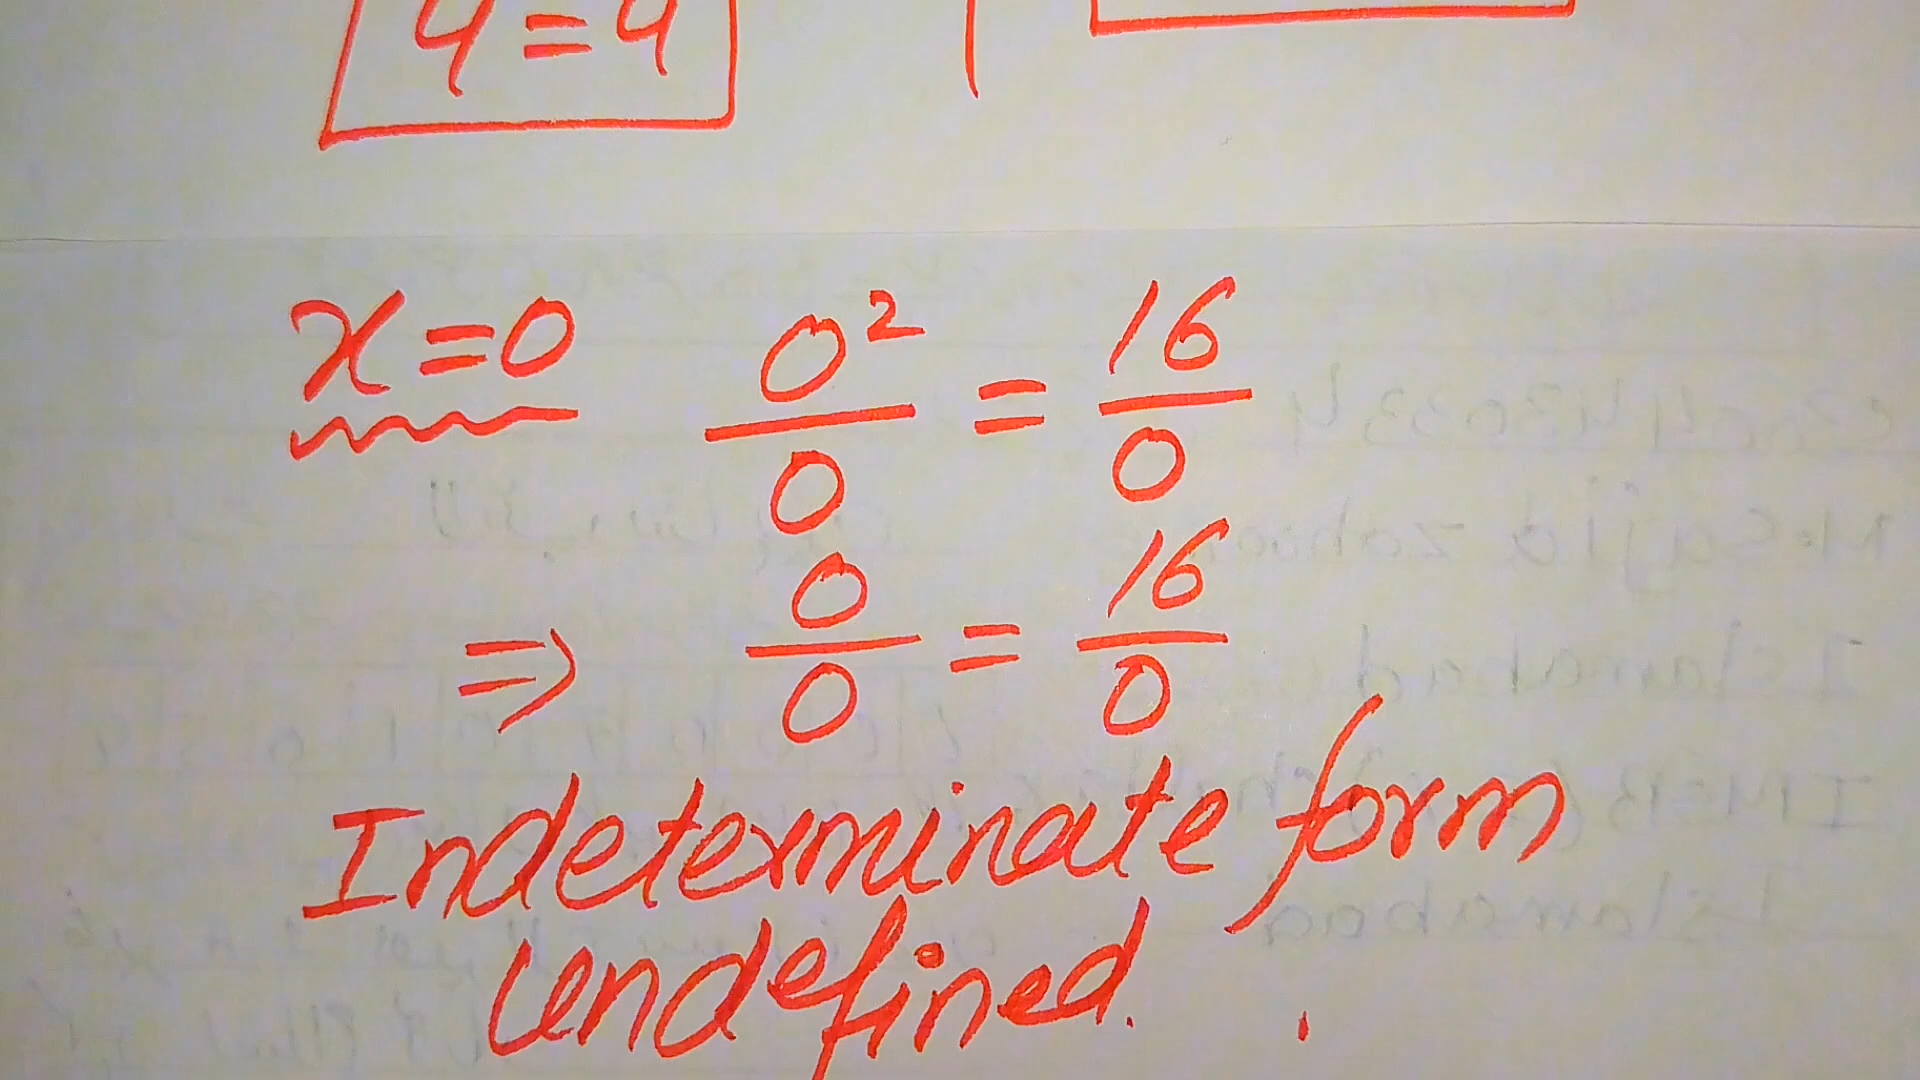 4 = 4
x = 0 0²/0 = 16/0
⇒ 0/0 = 16/0
Indeterminate form
undefined.